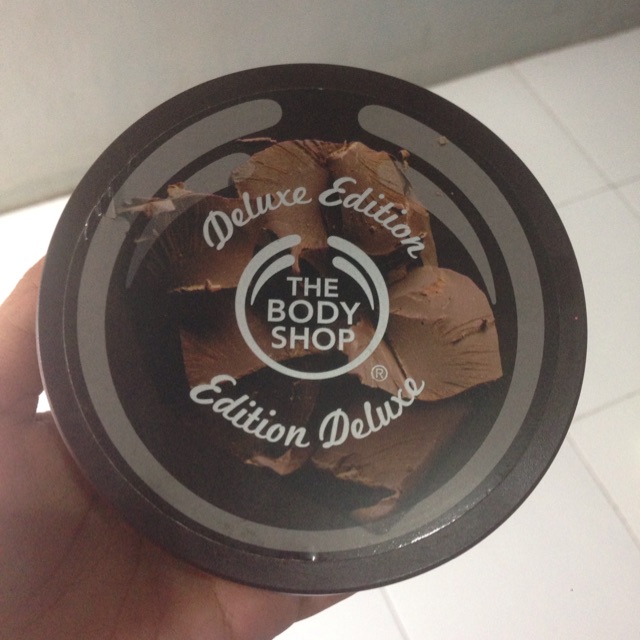 Deluxe Edition
THE
BODY
SHOP
®
Edition Deluxe